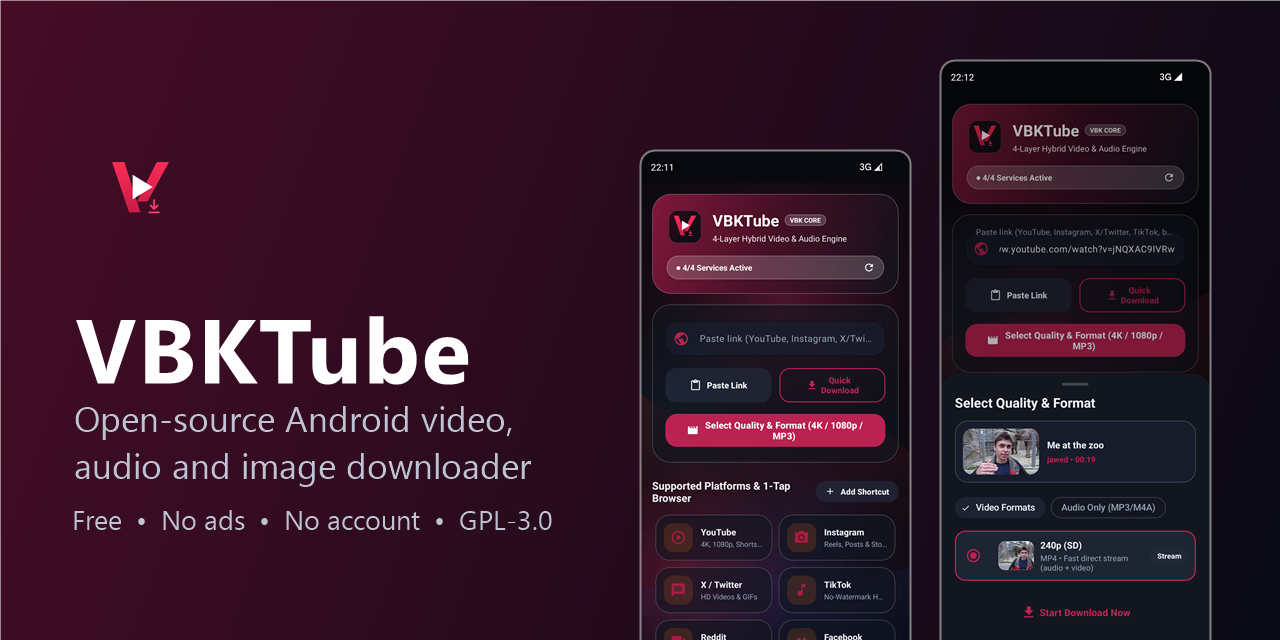 VBKTube
Open-source Android video,
audio and image downloader
Free • No ads • No account • GPL-3.0
22:11
3G
VBKTube VBK CORE
4-Layer Hybrid Video & Audio Engine
● 4/4 Services Active
Paste link (YouTube, Instagram, X/Twi...
Paste Link
Quick
Download
Select Quality & Format (4K / 1080p /
MP3)
Supported Platforms & 1-Tap
Browser
+ Add Shortcut
YouTube
4K, 1080p, Shorts...
Instagram
Reels, Posts & Sto...
X / Twitter
HD Videos & GIFs
TikTok
No-Watermark H...
Reddit
Facebook
22:12
3G
VBKTube VBK CORE
4-Layer Hybrid Video & Audio Engine
● 4/4 Services Active
Paste link (YouTube, Instagram, X/Twitter, TikTok, b...
w.youtube.com/watch?v=jNQXAC9IVRw
Paste Link
Quick
Download
Select Quality & Format (4K / 1080p /
MP3)
Select Quality & Format
Me at the zoo
jawed • 00:19
Video Formats
Audio Only (MP3/M4A)
240p (SD)
MP4 • Fast direct stream
(audio + video)
Stream
Start Download Now